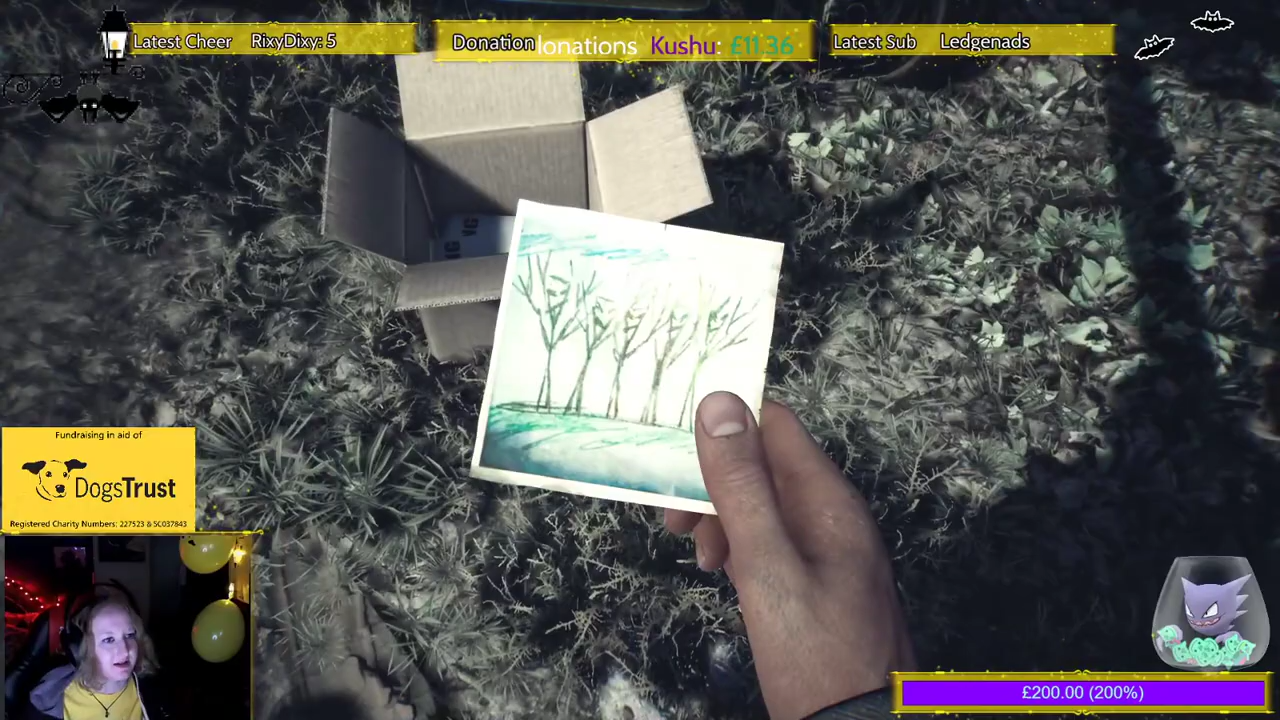 Latest Cheer RixyDixy: 5
Donation lonations Kushu: £11.36
Latest Sub Ledgenads
Fundraising in aid of
DogsTrust
Registered Charity Numbers: 227523 & SC037843
£200.00 (200%)